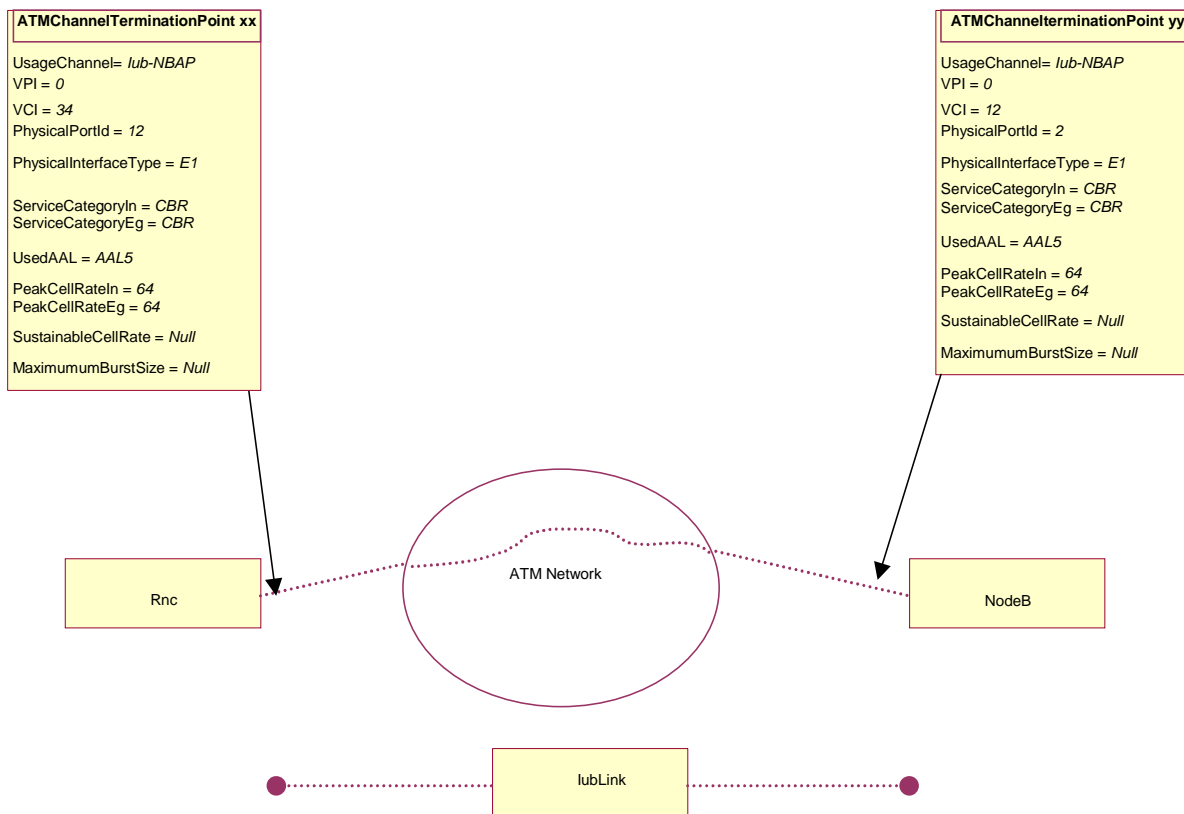 ATMChannelTerminationPoint xx
UsageChannel= Iub-NBAP
VPI = 0
VCI = 34
PhysicalPortId = 12
PhysicalInterfaceType = E1
ServiceCategoryIn = CBR
ServiceCategoryEg = CBR
UsedAAL = AAL5
PeakCellRateIn = 64
PeakCellRateEg = 64
SustainableCellRate = Null
MaximumumBurstSize = Null
ATMChannelterminationPoint yy
UsageChannel= Iub-NBAP
VPI = 0
VCI = 12
PhysicalPortId = 2
PhysicalInterfaceType = E1
ServiceCategoryIn = CBR
ServiceCategoryEg = CBR
UsedAAL = AAL5
PeakCellRateIn = 64
PeakCellRateEg = 64
SustainableCellRate = Null
MaximumumBurstSize = Null
Rnc
ATM Network
NodeB
IubLink